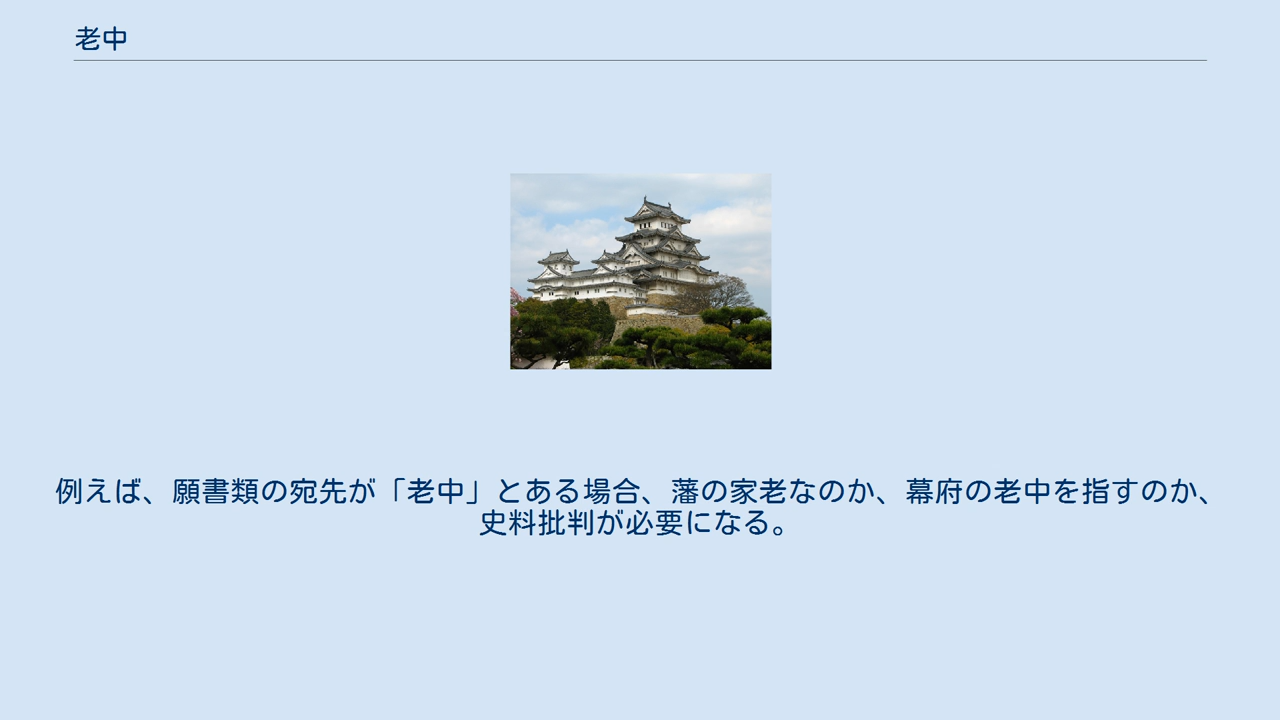 老中
例えば、願書類の宛先が「老中」とある場合、藩の家老なのか、幕府の老中を指すのか、
史料批判が必要になる。